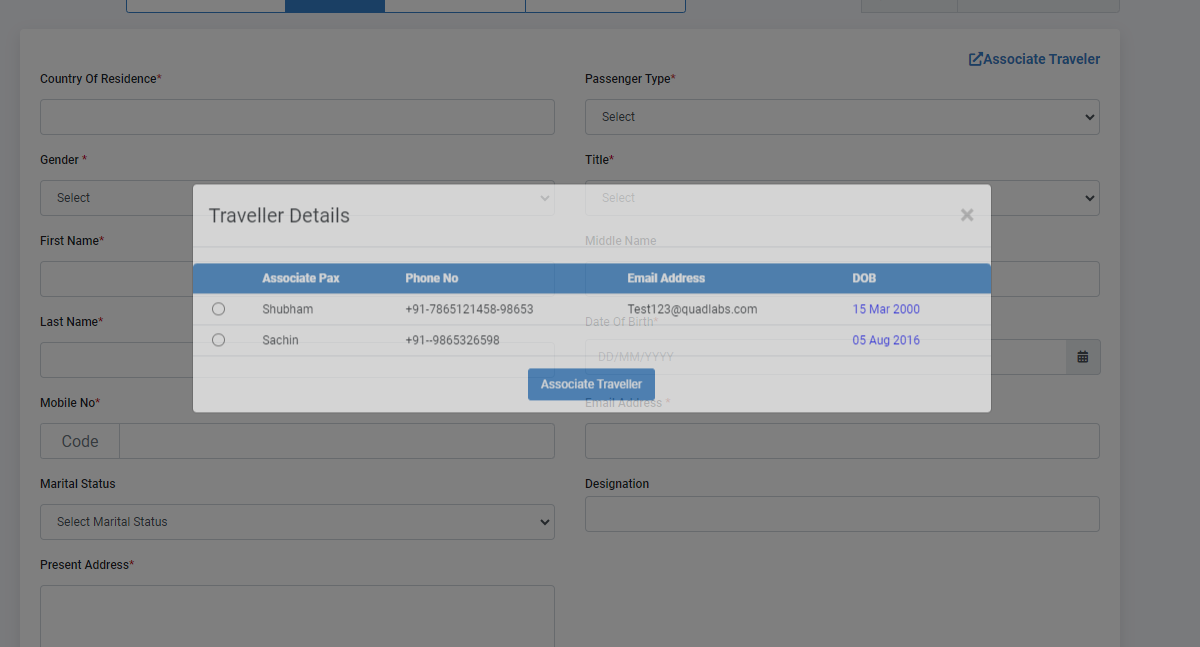 Associate Traveler
Country Of Residence*
Passenger Type*
Select
Gender *
Title*
Select
Select
Traveller Details
×
First Name*
Middle Name
Associate Pax Phone No Email Address DOB
Shubham +91-7865121458-98653 Test123@quadlabs.com 15 Mar 2000
Last Name*
Date Of Birth*
Sachin +91--9865326598 05 Aug 2016
DD/MM/YYYY
Associate Traveller
Mobile No*
Email Address *
Code
Marital Status
Designation
Select Marital Status
Present Address*